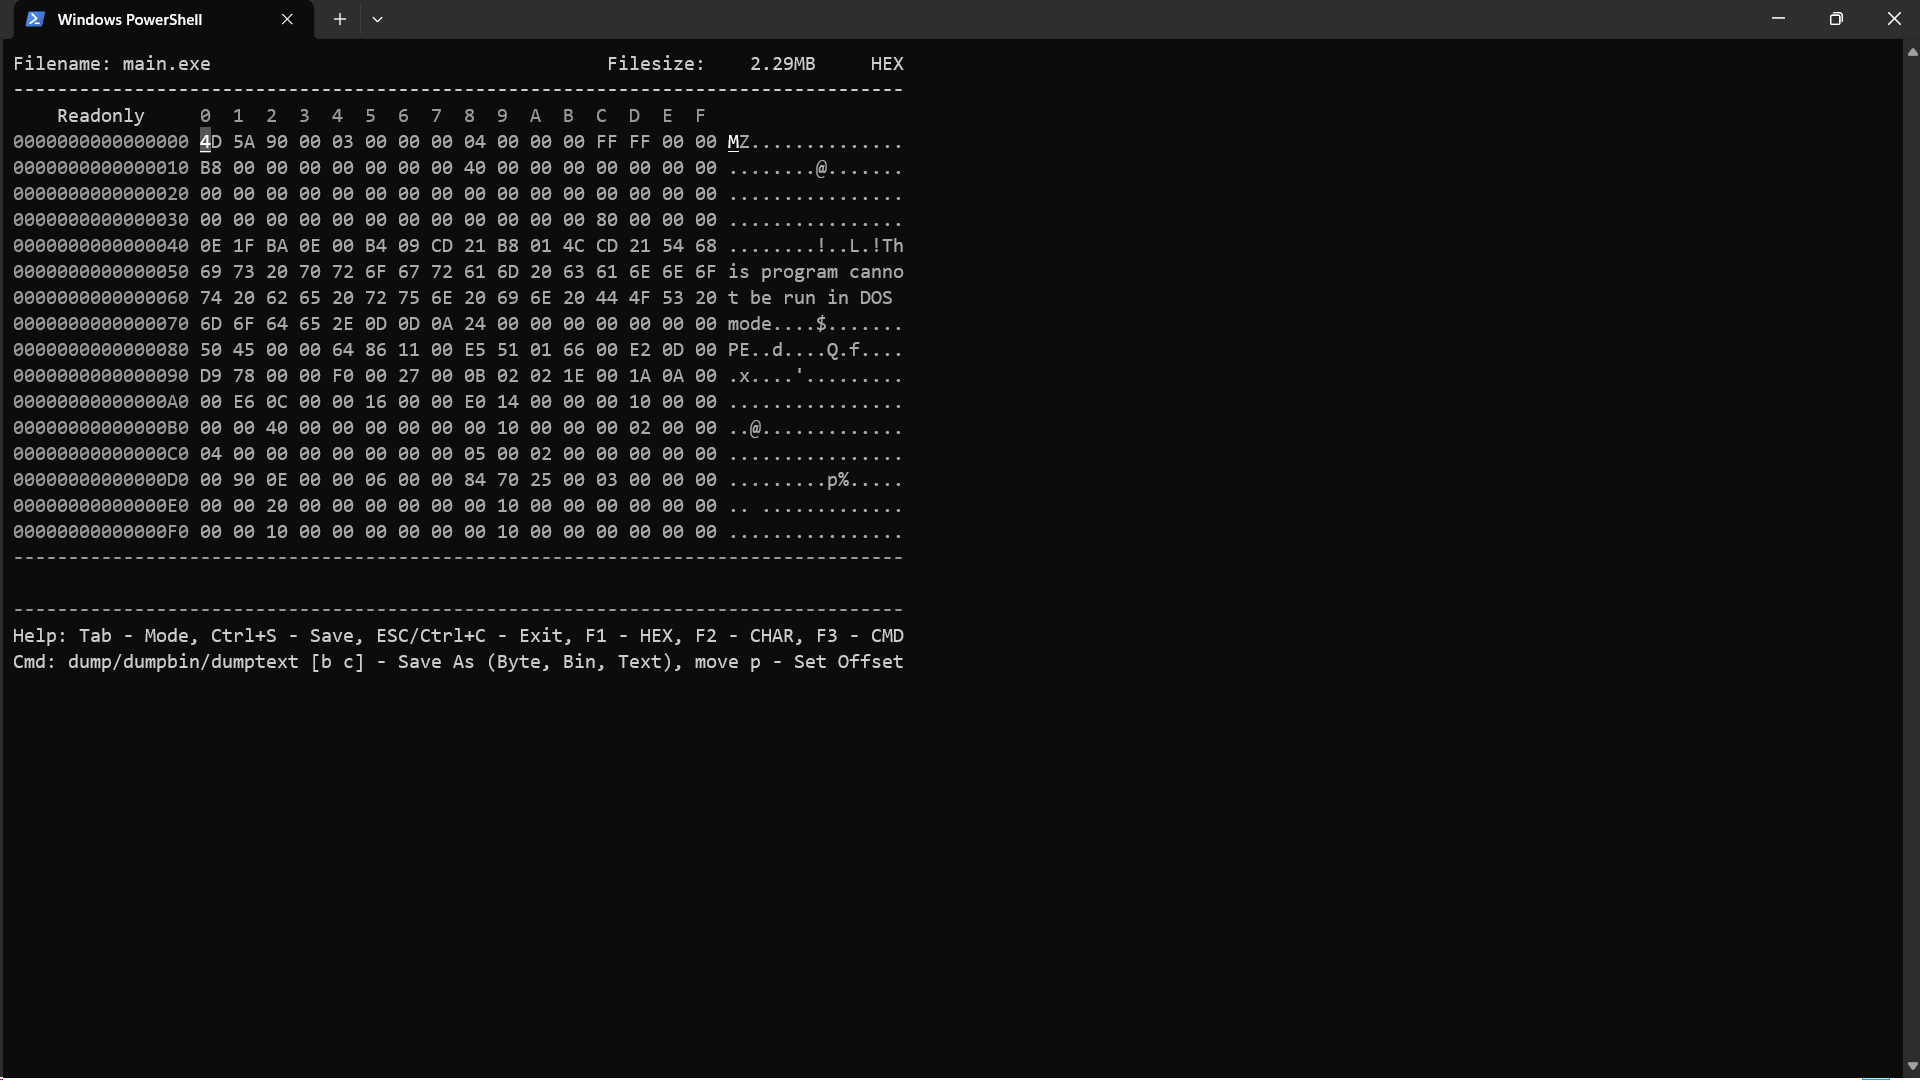 Windows PowerShell
Filename: main.exe                                    Filesize:    2.29MB     HEX
---------------------------------------------------------------------------------
    Readonly     0  1  2  3  4  5  6  7  8  9  A  B  C  D  E  F
0000000000000000 4D 5A 90 00 03 00 00 00 04 00 00 00 FF FF 00 00 MZ..............
0000000000000010 B8 00 00 00 00 00 00 00 40 00 00 00 00 00 00 00 ........@.......
0000000000000020 00 00 00 00 00 00 00 00 00 00 00 00 00 00 00 00 ................
0000000000000030 00 00 00 00 00 00 00 00 00 00 00 00 80 00 00 00 ................
0000000000000040 0E 1F BA 0E 00 B4 09 CD 21 B8 01 4C CD 21 54 68 ........!..L.!Th
0000000000000050 69 73 20 70 72 6F 67 72 61 6D 20 63 61 6E 6E 6F is program canno
0000000000000060 74 20 62 65 20 72 75 6E 20 69 6E 20 44 4F 53 20 t be run in DOS
0000000000000070 6D 6F 64 65 2E 0D 0D 0A 24 00 00 00 00 00 00 00 mode....$.......
0000000000000080 50 45 00 00 64 86 11 00 E5 51 01 66 00 E2 0D 00 PE..d....Q.f....
0000000000000090 D9 78 00 00 F0 00 27 00 0B 02 02 1E 00 1A 0A 00 .x....'.........
00000000000000A0 00 E6 0C 00 00 16 00 00 E0 14 00 00 00 10 00 00 ................
00000000000000B0 00 00 40 00 00 00 00 00 00 10 00 00 00 02 00 00 ..@.............
00000000000000C0 04 00 00 00 00 00 00 00 05 00 02 00 00 00 00 00 ................
00000000000000D0 00 90 0E 00 00 06 00 00 84 70 25 00 03 00 00 00 .........p%.....
00000000000000E0 00 00 20 00 00 00 00 00 00 10 00 00 00 00 00 00 .. .............
00000000000000F0 00 00 10 00 00 00 00 00 00 10 00 00 00 00 00 00 ................
---------------------------------------------------------------------------------
---------------------------------------------------------------------------------
Help: Tab - Mode, Ctrl+S - Save, ESC/Ctrl+C - Exit, F1 - HEX, F2 - CHAR, F3 - CMD
Cmd: dump/dumpbin/dumptext [b c] - Save As (Byte, Bin, Text), move p - Set Offset